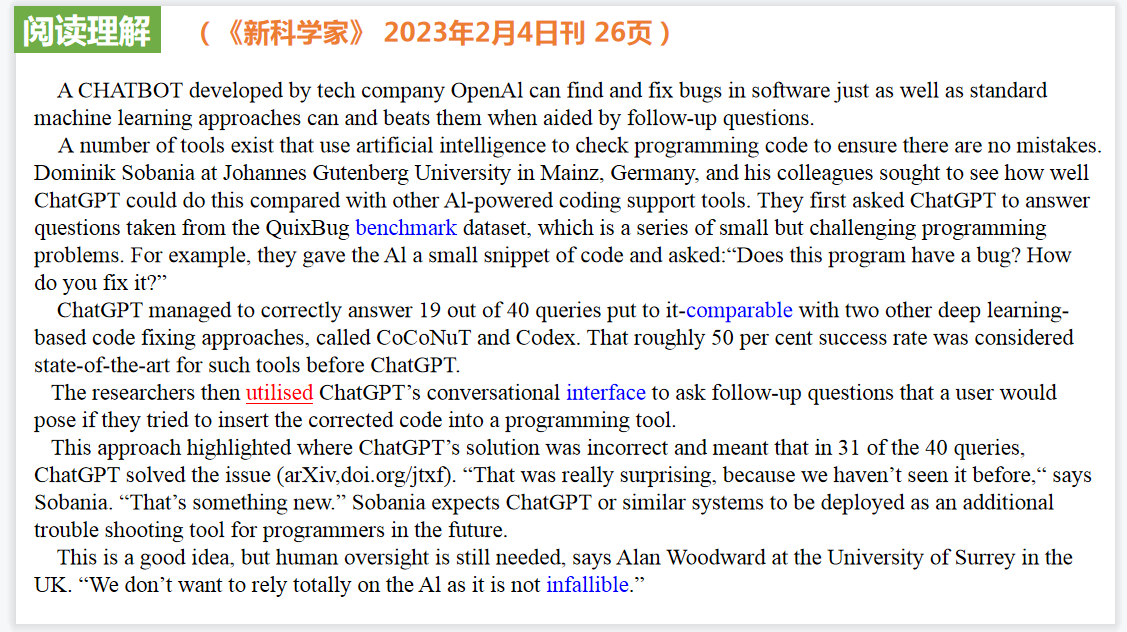 阅读理解 (《新科学家》 2023年2月4日刊 26页)
A CHATBOT developed by tech company OpenAl can find and fix bugs in software just as well as standard
machine learning approaches can and beats them when aided by follow-up questions.
A number of tools exist that use artificial intelligence to check programming code to ensure there are no mistakes.
Dominik Sobania at Johannes Gutenberg University in Mainz, Germany, and his colleagues sought to see how well
ChatGPT could do this compared with other Al-powered coding support tools. They first asked ChatGPT to answer
questions taken from the QuixBug benchmark dataset, which is a series of small but challenging programming
problems. For example, they gave the Al a small snippet of code and asked:“Does this program have a bug? How
do you fix it?”
ChatGPT managed to correctly answer 19 out of 40 queries put to it-comparable with two other deep learning-
based code fixing approaches, called CoCoNuT and Codex. That roughly 50 per cent success rate was considered
state-of-the-art for such tools before ChatGPT.
The researchers then utilised ChatGPT’s conversational interface to ask follow-up questions that a user would
pose if they tried to insert the corrected code into a programming tool.
This approach highlighted where ChatGPT’s solution was incorrect and meant that in 31 of the 40 queries,
ChatGPT solved the issue (arXiv,doi.org/jtxf). “That was really surprising, because we haven’t seen it before,“ says
Sobania. “That’s something new.” Sobania expects ChatGPT or similar systems to be deployed as an additional
trouble shooting tool for programmers in the future.
This is a good idea, but human oversight is still needed, says Alan Woodward at the University of Surrey in the
UK. “We don’t want to rely totally on the Al as it is not infallible.”